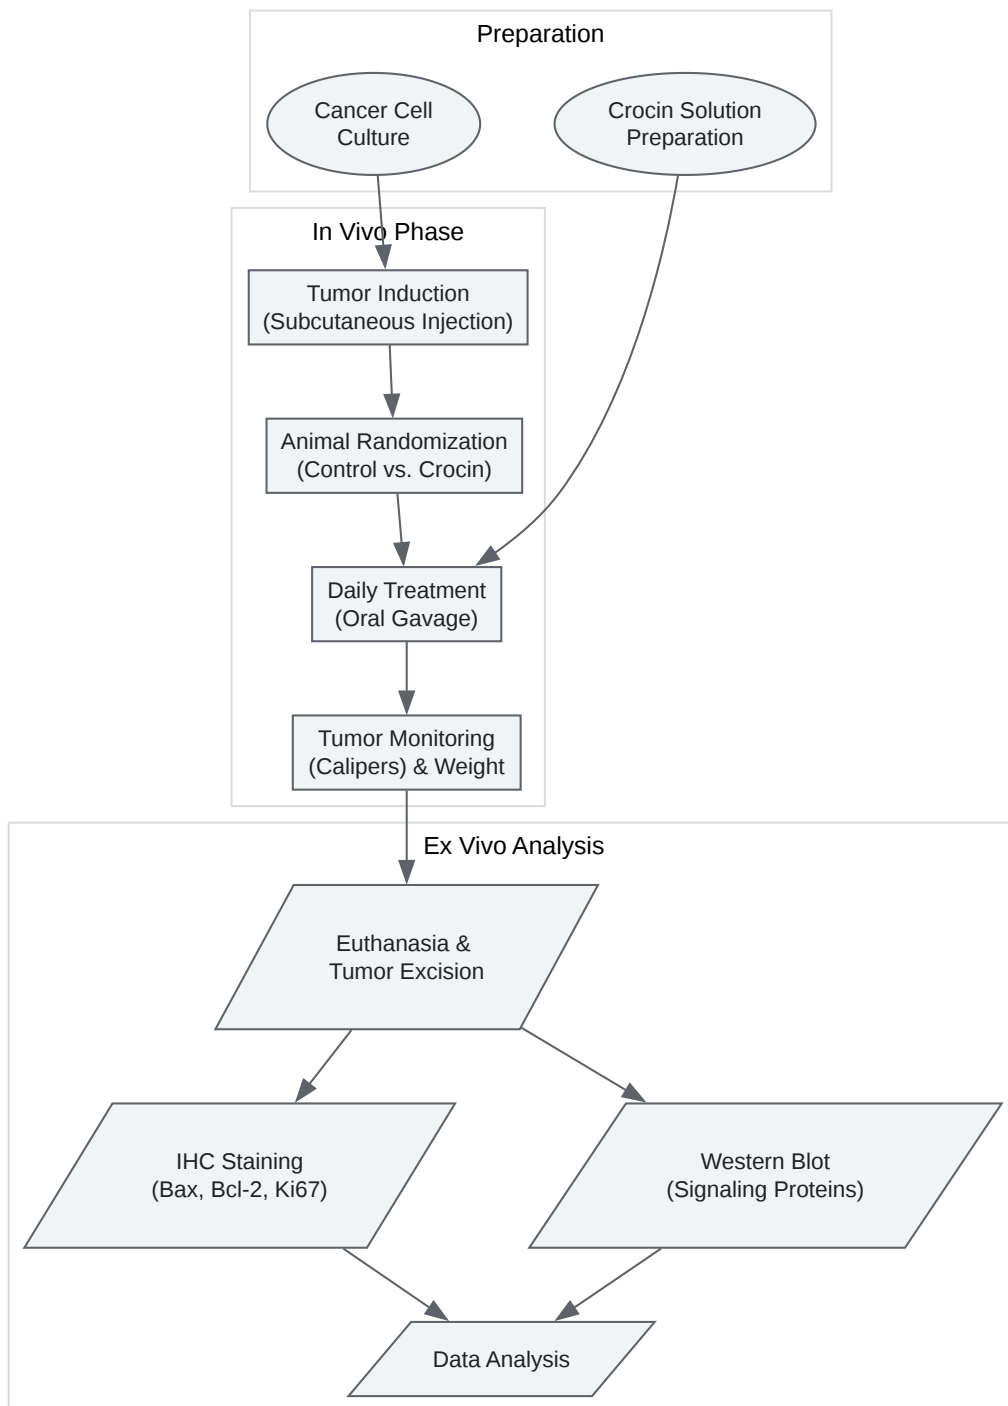 Preparation
Cancer Cell
Culture
Crocin Solution
Preparation
In Vivo Phase
Tumor Induction
(Subcutaneous Injection)
Animal Randomization
(Control vs. Crocin)
Daily Treatment
(Oral Gavage)
Tumor Monitoring
(Calipers) & Weight
Ex Vivo Analysis
Euthanasia &
Tumor Excision
IHC Staining
(Bax, Bcl-2, Ki67)
Western Blot
(Signaling Proteins)
Data Analysis